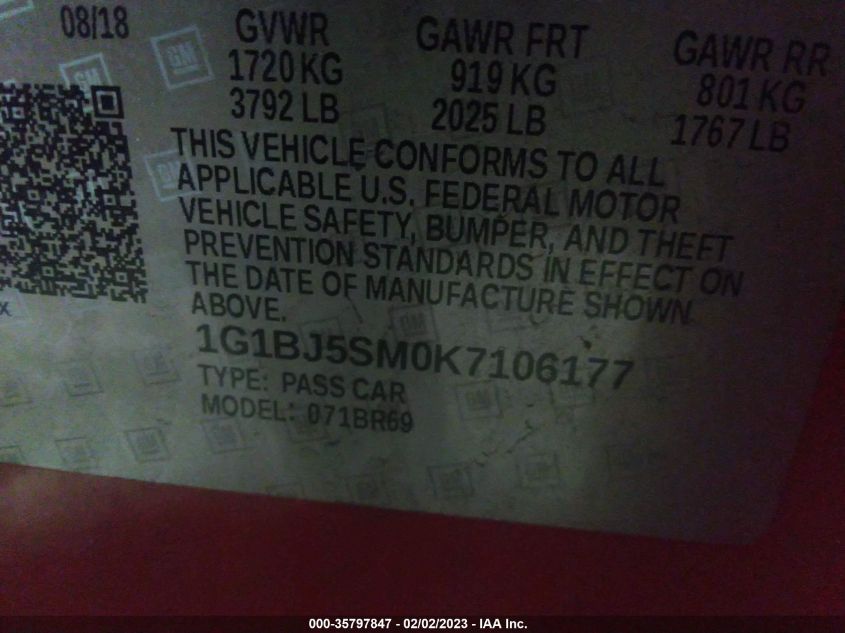 08/18 GVWR GAWR FRT GAWR RR
1720 KG 919 KG 801 KG
3792 LB 2025 LB 1767 LB
THIS VEHICLE CONFORMS TO ALL
APPLICABLE U.S. FEDERAL MOTOR
VEHICLE SAFETY, BUMPER, AND THEFT
PREVENTION STANDARDS IN EFFECT ON
THE DATE OF MANUFACTURE SHOWN
ABOVE.
X
1G1BJ5SM0K7106177
TYPE: PASS CAR
MODEL: 071BR69
GM
000-35797847 - 02/02/2023 - IAA Inc.